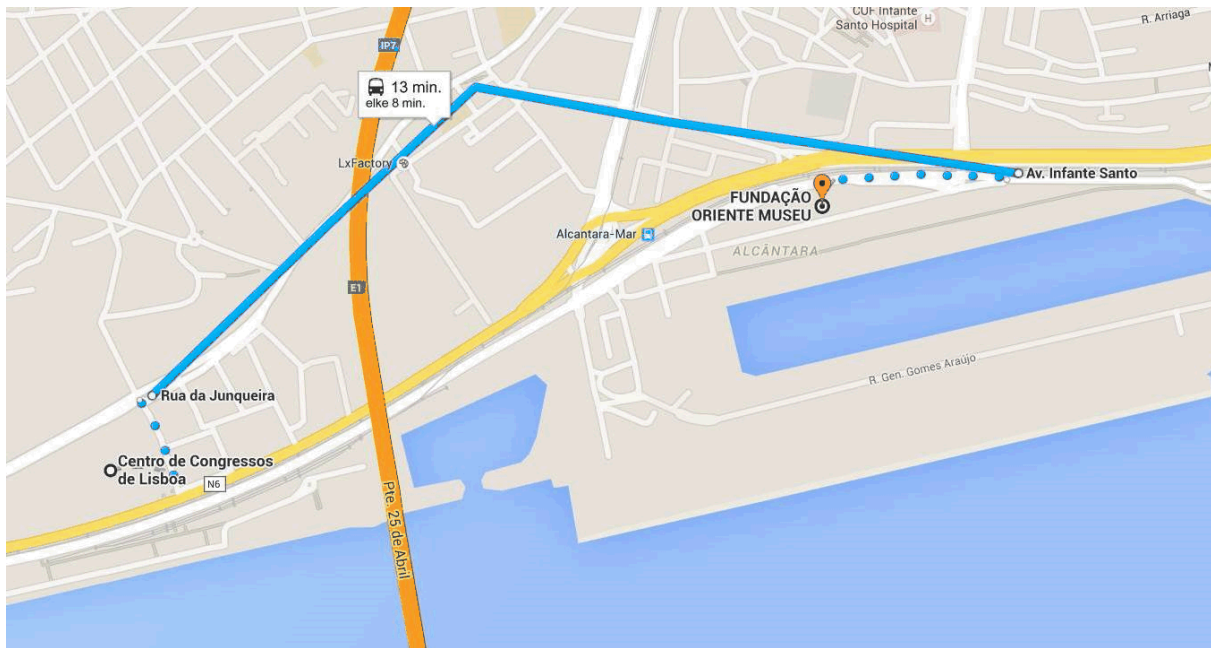 CUF Infante
Santo Hospital
H
R. Arriaga
IP7
13 min.
elke 8 min.
LxFactory
Av. Infante Santo
FUNDAÇÃO
ORIENTE MUSEU
Alcantara-Mar
ALCÂNTARA
E1
R. Gen. Gomes Araújo
Rua da Junqueira
Centro de Congressos
de Lisboa
N6
Pte. 25 de Abril